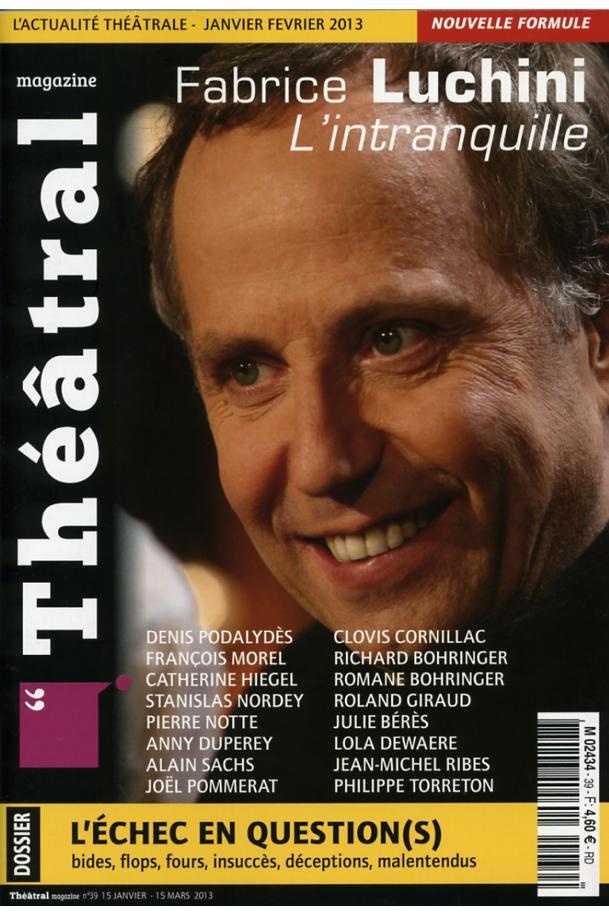 L'ACTUALITÉ THÉÂTRALE - JANVIER FEVRIER 2013
NOUVELLE FORMULE
magazine
Théâtral
Fabrice Luchini
L'intranquille
DENIS PODALYDÈS
FRANÇOIS MOREL
CATHERINE HIEGEL
STANISLAS NORDEY
PIERRE NOTTE
ANNY DUPEREY
ALAIN SACHS
JOËL POMMERAT
CLOVIS CORNILLAC
RICHARD BOHRINGER
ROMANE BOHRINGER
ROLAND GIRAUD
JULIE BÉRÈS
LOLA DEWAERE
JEAN-MICHEL RIBES
PHILIPPE TORRETON
M 02434 - 39 - F: 4,60 € - RD
DOSSIER
L'ÉCHEC EN QUESTION(S)
bides, flops, fours, insuccès, déceptions, malentendus
Théâtral magazine n°39 15 JANVIER - 15 MARS 2013